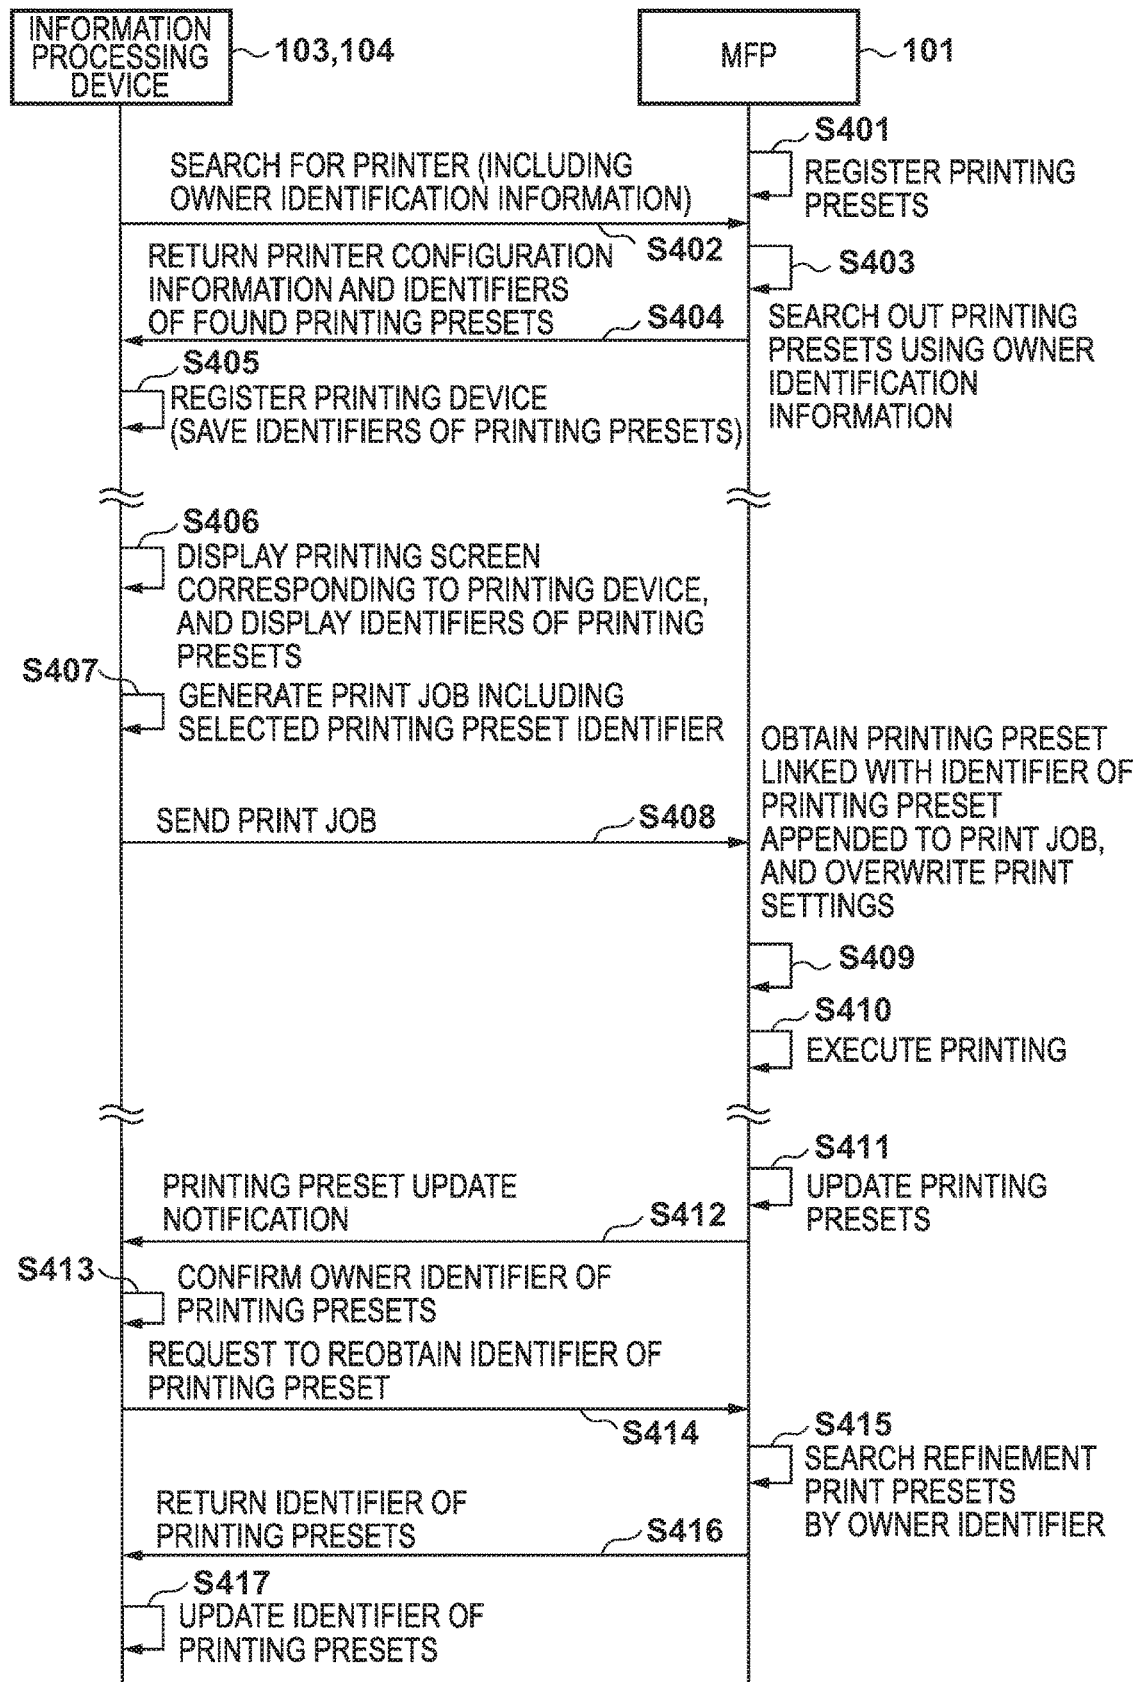 INFORMATION
PROCESSING
DEVICE
103,104
MFP
101
S401
REGISTER PRINTING
PRESETS
SEARCH FOR PRINTER (INCLUDING
OWNER IDENTIFICATION INFORMATION)
S402
S403
SEARCH OUT PRINTING
PRESETS USING OWNER
IDENTIFICATION
INFORMATION
RETURN PRINTER CONFIGURATION
INFORMATION AND IDENTIFIERS
OF FOUND PRINTING PRESETS
S404
S405
REGISTER PRINTING DEVICE
(SAVE IDENTIFIERS OF PRINTING PRESETS)
S406
DISPLAY PRINTING SCREEN
CORRESPONDING TO PRINTING DEVICE,
AND DISPLAY IDENTIFIERS OF PRINTING
PRESETS
S407
GENERATE PRINT JOB INCLUDING
SELECTED PRINTING PRESET IDENTIFIER
SEND PRINT JOB
S408
OBTAIN PRINTING PRESET
LINKED WITH IDENTIFIER OF
PRINTING PRESET
APPENDED TO PRINT JOB,
AND OVERWRITE PRINT
SETTINGS
S409
S410
EXECUTE PRINTING
S411
UPDATE PRINTING
PRESETS
PRINTING PRESET UPDATE
NOTIFICATION
S412
S413
CONFIRM OWNER IDENTIFIER OF
PRINTING PRESETS
REQUEST TO REOBTAIN IDENTIFIER OF
PRINTING PRESET
S414
S415
SEARCH REFINEMENT
PRINT PRESETS
BY OWNER IDENTIFIER
RETURN IDENTIFIER OF
PRINTING PRESETS
S416
S417
UPDATE IDENTIFIER OF
PRINTING PRESETS